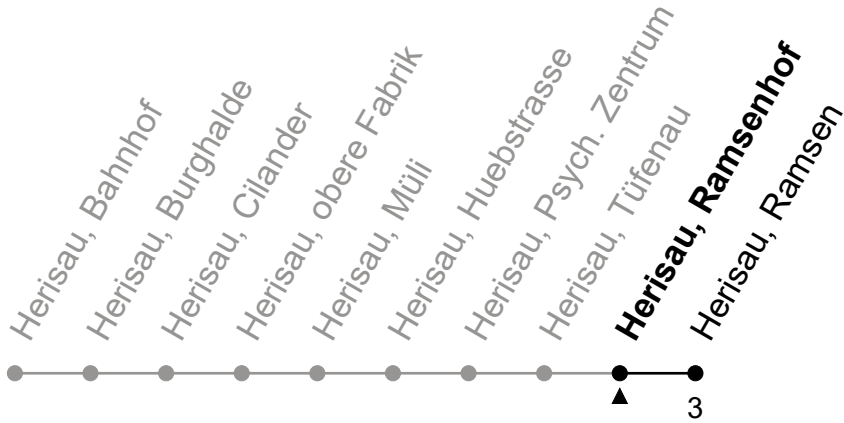 Herisau, Bahnhof
Herisau, Burghalde
Herisau, Cilander
Herisau, obere Fabrik
Herisau, Müli
Herisau, Huebstrasse
Herisau, Psych. Zentrum
Herisau, Tüfenau
Herisau, Ramsenhof
Herisau, Ramsen
3